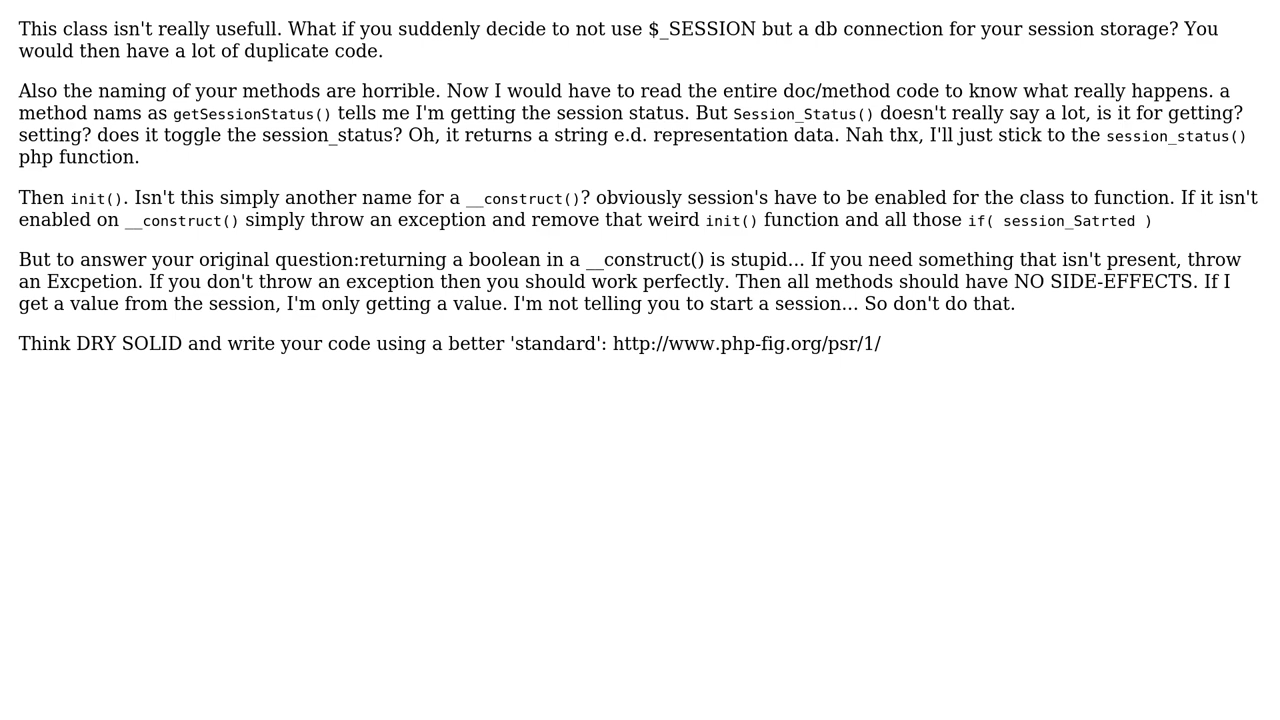 This class isn't really usefull. What if you suddenly decide to not use $_SESSION but a db connection for your session storage? You
would then have a lot of duplicate code.
Also the naming of your methods are horrible. Now I would have to read the entire doc/method code to know what really happens. a
method nams as getSessionStatus() tells me I'm getting the session status. But Session_Status() doesn't really say a lot, is it for getting?
setting? does it toggle the session_status? Oh, it returns a string e.d. representation data. Nah thx, I'll just stick to the session_status()
php function.
Then init(). Isn't this simply another name for a __construct()? obviously session's have to be enabled for the class to function. If it isn't
enabled on __construct() simply throw an exception and remove that weird init() function and all those if( session_Satrted )
But to answer your original question:returning a boolean in a __construct() is stupid... If you need something that isn't present, throw
an Excpetion. If you don't throw an exception then you should work perfectly. Then all methods should have NO SIDE-EFFECTS. If I
get a value from the session, I'm only getting a value. I'm not telling you to start a session... So don't do that.
Think DRY SOLID and write your code using a better 'standard': http://www.php-fig.org/psr/1/